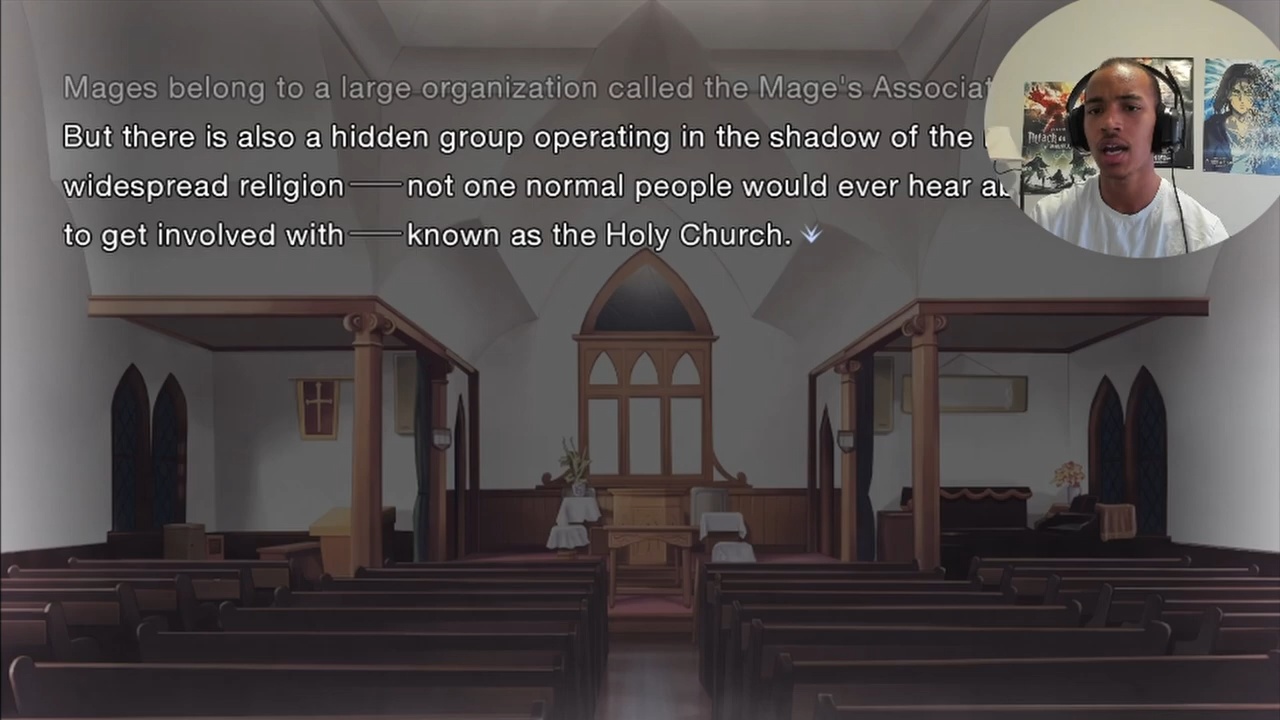 Mages belong to a large organization called the Mage's
But there is also a hidden group operating in the shadow of the
widespread religion——not one normal people would ever hear
to get involved with——known as the Holy Church.